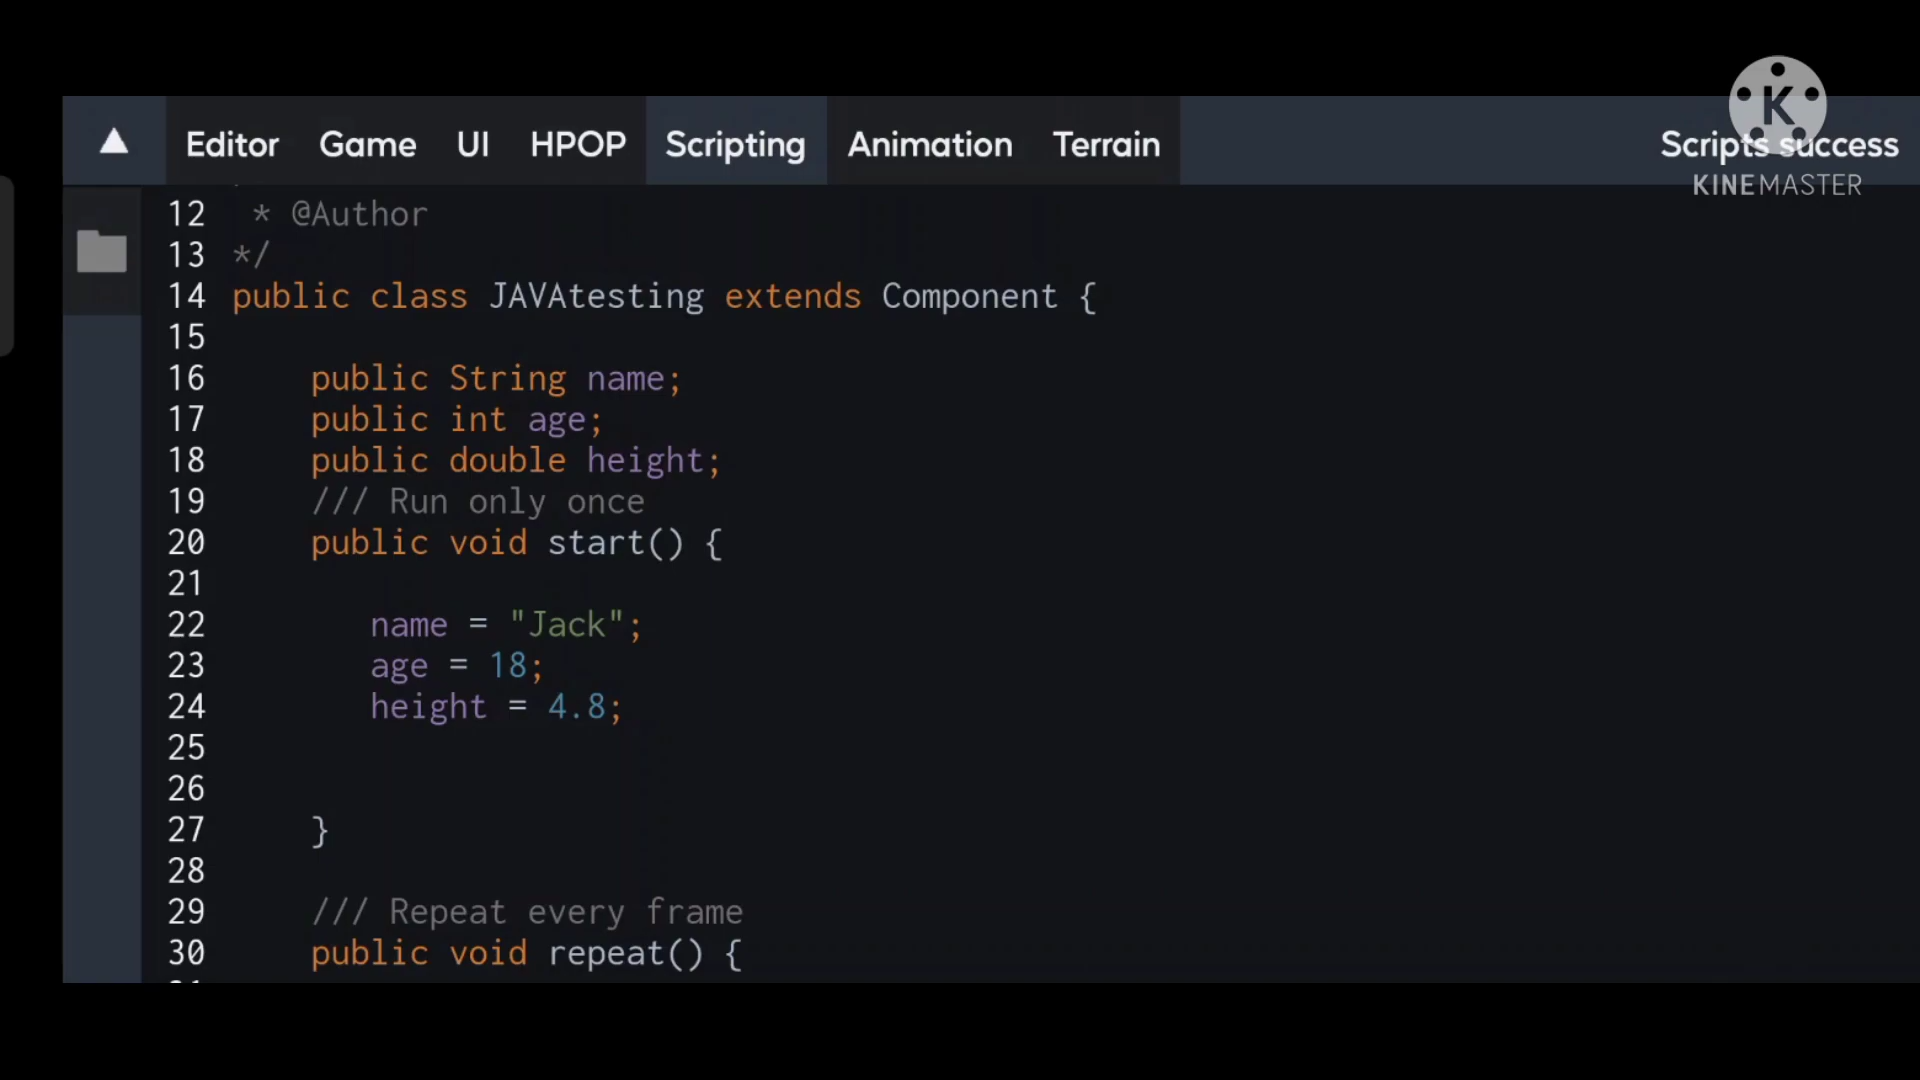 Editor Game UI HPOP Scripting Animation Terrain Scripts success
K
KINEMASTER
12 * @Author
13 */
14 public class JAVAtesting extends Component {
15
16 public String name;
17 public int age;
18 public double height;
19 /// Run only once
20 public void start() {
21
22 name = "Jack";
23 age = 18;
24 height = 4.8;
25
26
27 }
28
29 /// Repeat every frame
30 public void repeat() {